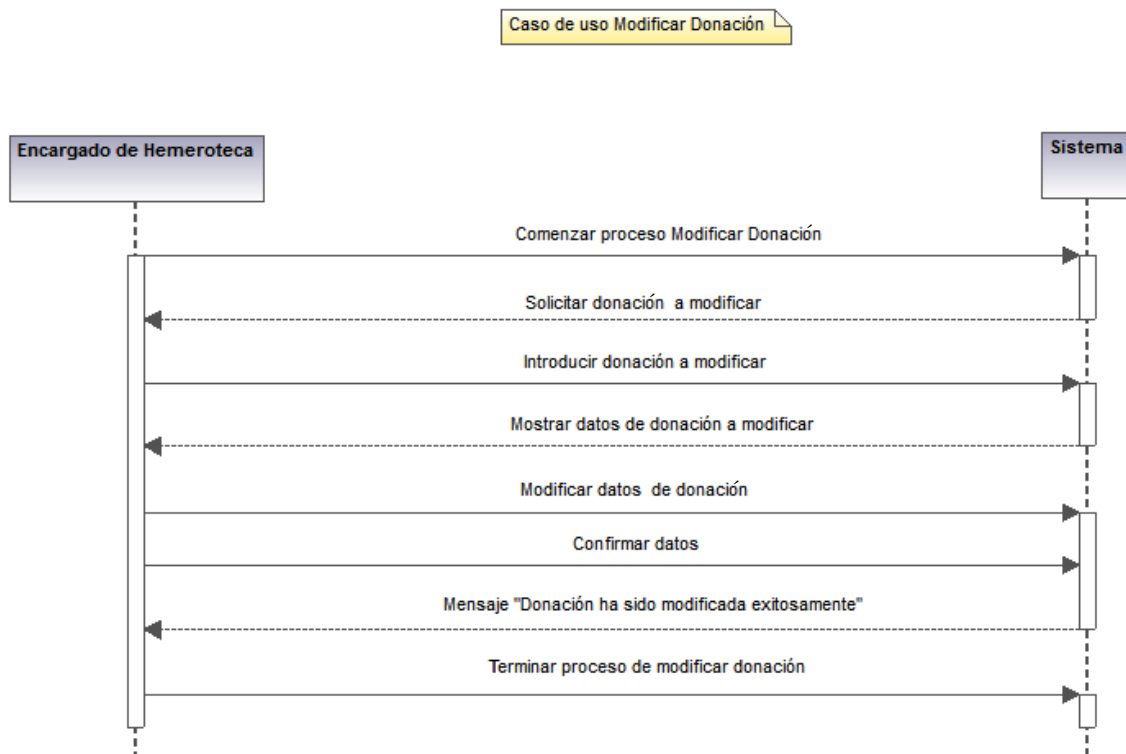 Caso de uso Modificar Donación
Encargado de Hemeroteca
Sistema
Comenzar proceso Modificar Donación
Solicitar donación a modificar
Introducir donación a modificar
Mostrar datos de donación a modificar
Modificar datos de donación
Confirmar datos
Mensaje "Donación ha sido modificada exitosamente"
Terminar proceso de modificar donación